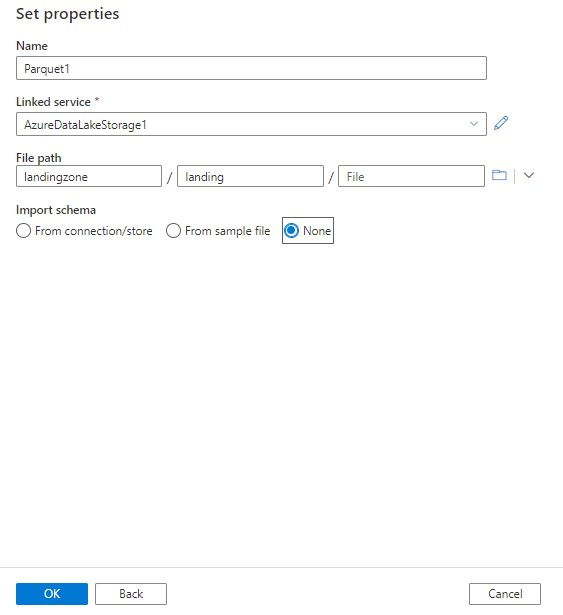 Set properties
Name
Parquet1
Linked service *
AzureDataLakeStorage1
File path
landingzone / landing / File
Import schema
From connection/store From sample file None
OK Back Cancel